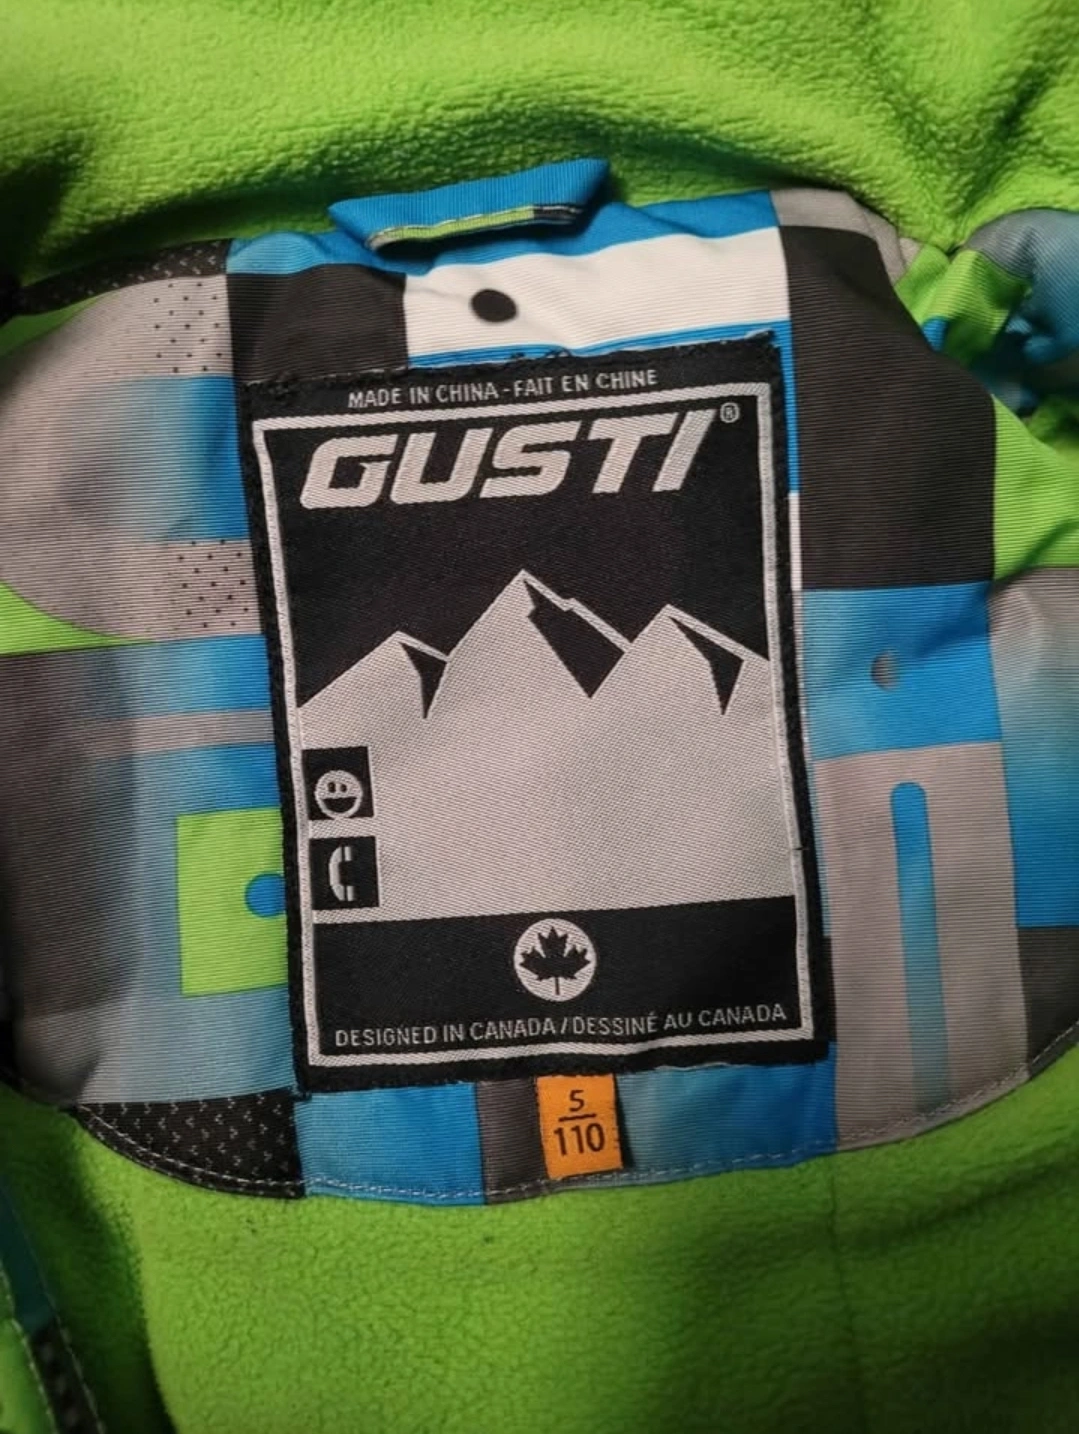 MADE IN CHINA - FAIT EN CHINE
GUSTI®
DESIGNED IN CANADA / DESSINÉ AU CANADA
5
110